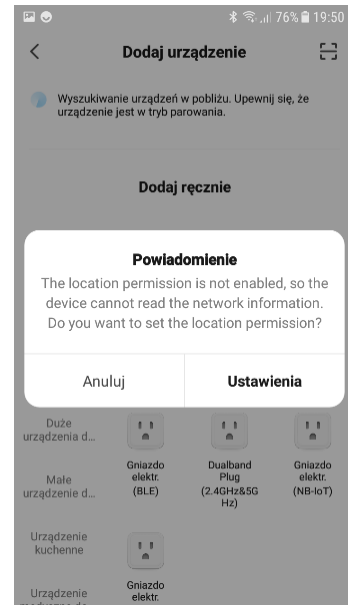 76% 19:50
Dodaj urządzenie
Wyszukiwanie urządzeń w pobliżu. Upewnij się, że
urządzenie jest w tryb parowania.
Dodaj ręcznie
Powiadomienie
The location permission is not enabled, so the
device cannot read the network information.
Do you want to set the location permission?
Anuluj
Ustawienia
Duże
urządzenia d...
Małe
urządzenie d...
Urządzenie
kuchenne
Urządzenie
Gniazdo
elektr.
(BLE)
Dualband
Plug
(2.4GHz&5G
Hz)
Gniazdo
elektr.
(NB-IoT)
Gniazdo
elektr.